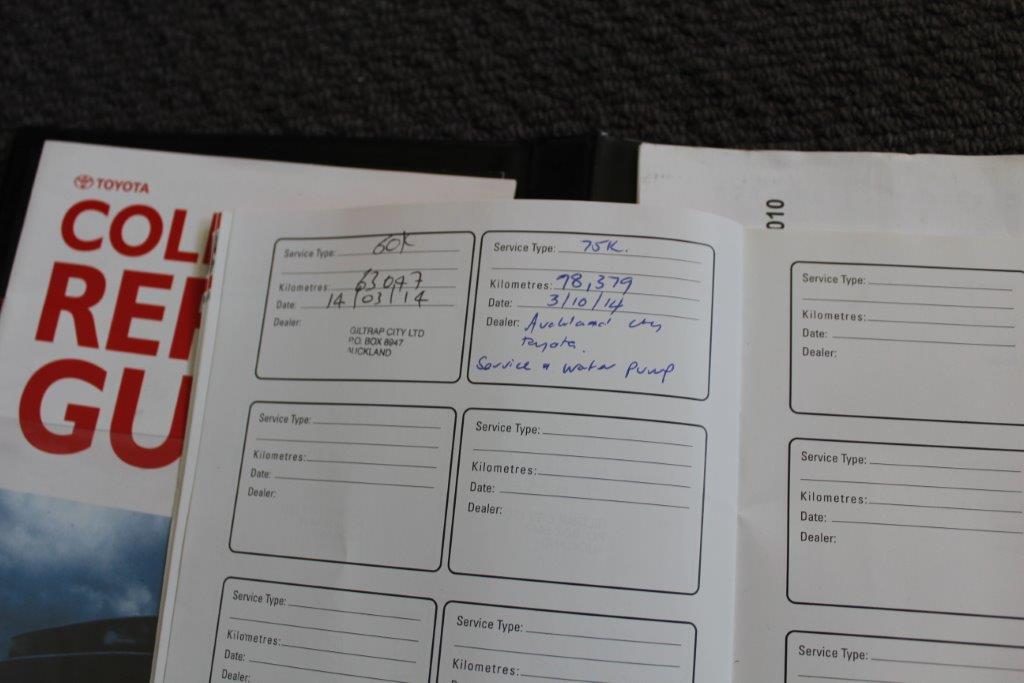 TOYOTA
COL
REF
GU
010
Service Type: 60K
Kilometres: 63047
Date: 14/03/14
Dealer:
GILTRAP CITY LTD
P.O. BOX 8947
AUCKLAND
Service Type: 75K.
Kilometres: 78,379
Date: 3/10/14
Dealer: Auckland city
Toyota.
Service & water pump
Service Type:
Kilometres:
Date:
Dealer:
Service Type:
Kilometres:
Date:
Dealer:
Service Type:
Kilometres:
Date:
Dealer:
Service Type:
Kilometres:
Date:
Dealer:
Service Type:
Kilometres:
Date:
Dealer:
Service Type:
Kilometres:
Service Type:
Kilometres: